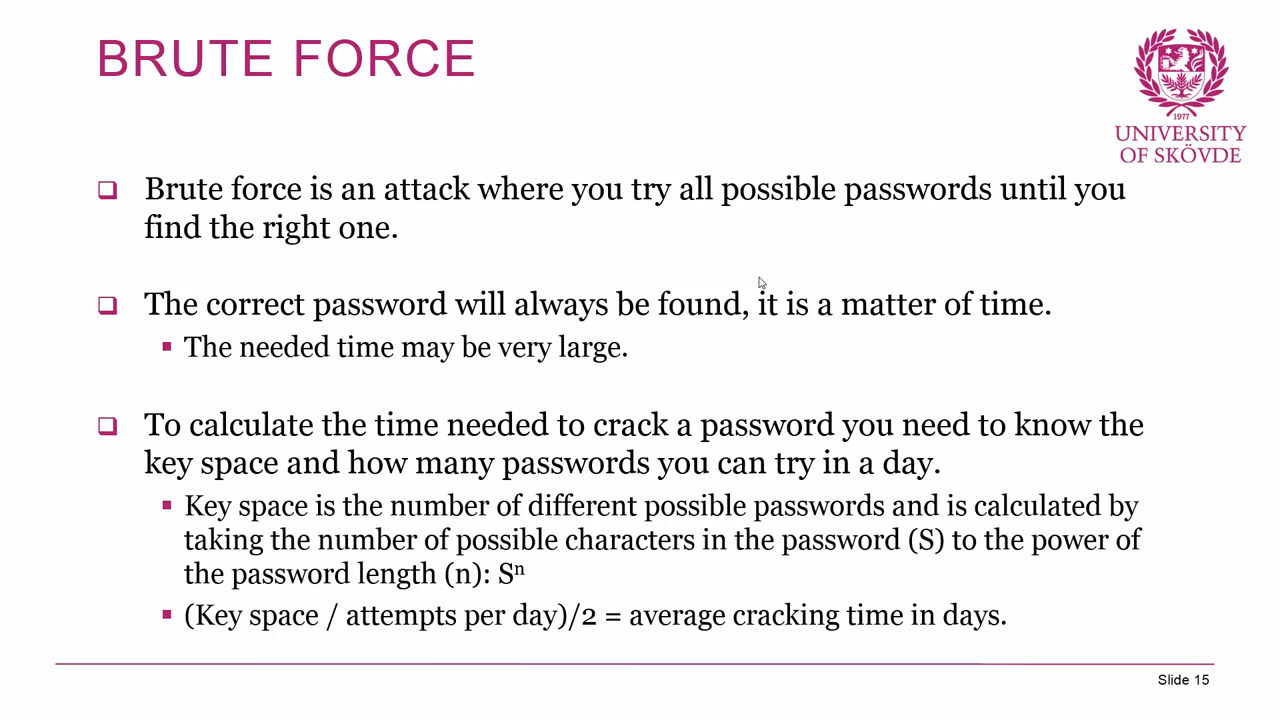 BRUTE FORCE
1977
UNIVERSITY
OF SKÖVDE
Brute force is an attack where you try all possible passwords until you
find the right one.
The correct password will always be found, it is a matter of time.
The needed time may be very large.
To calculate the time needed to crack a password you need to know the
key space and how many passwords you can try in a day.
Key space is the number of different possible passwords and is calculated by
taking the number of possible characters in the password (S) to the power of
the password length (n): Sⁿ
(Key space / attempts per day)/2 = average cracking time in days.
Slide 15